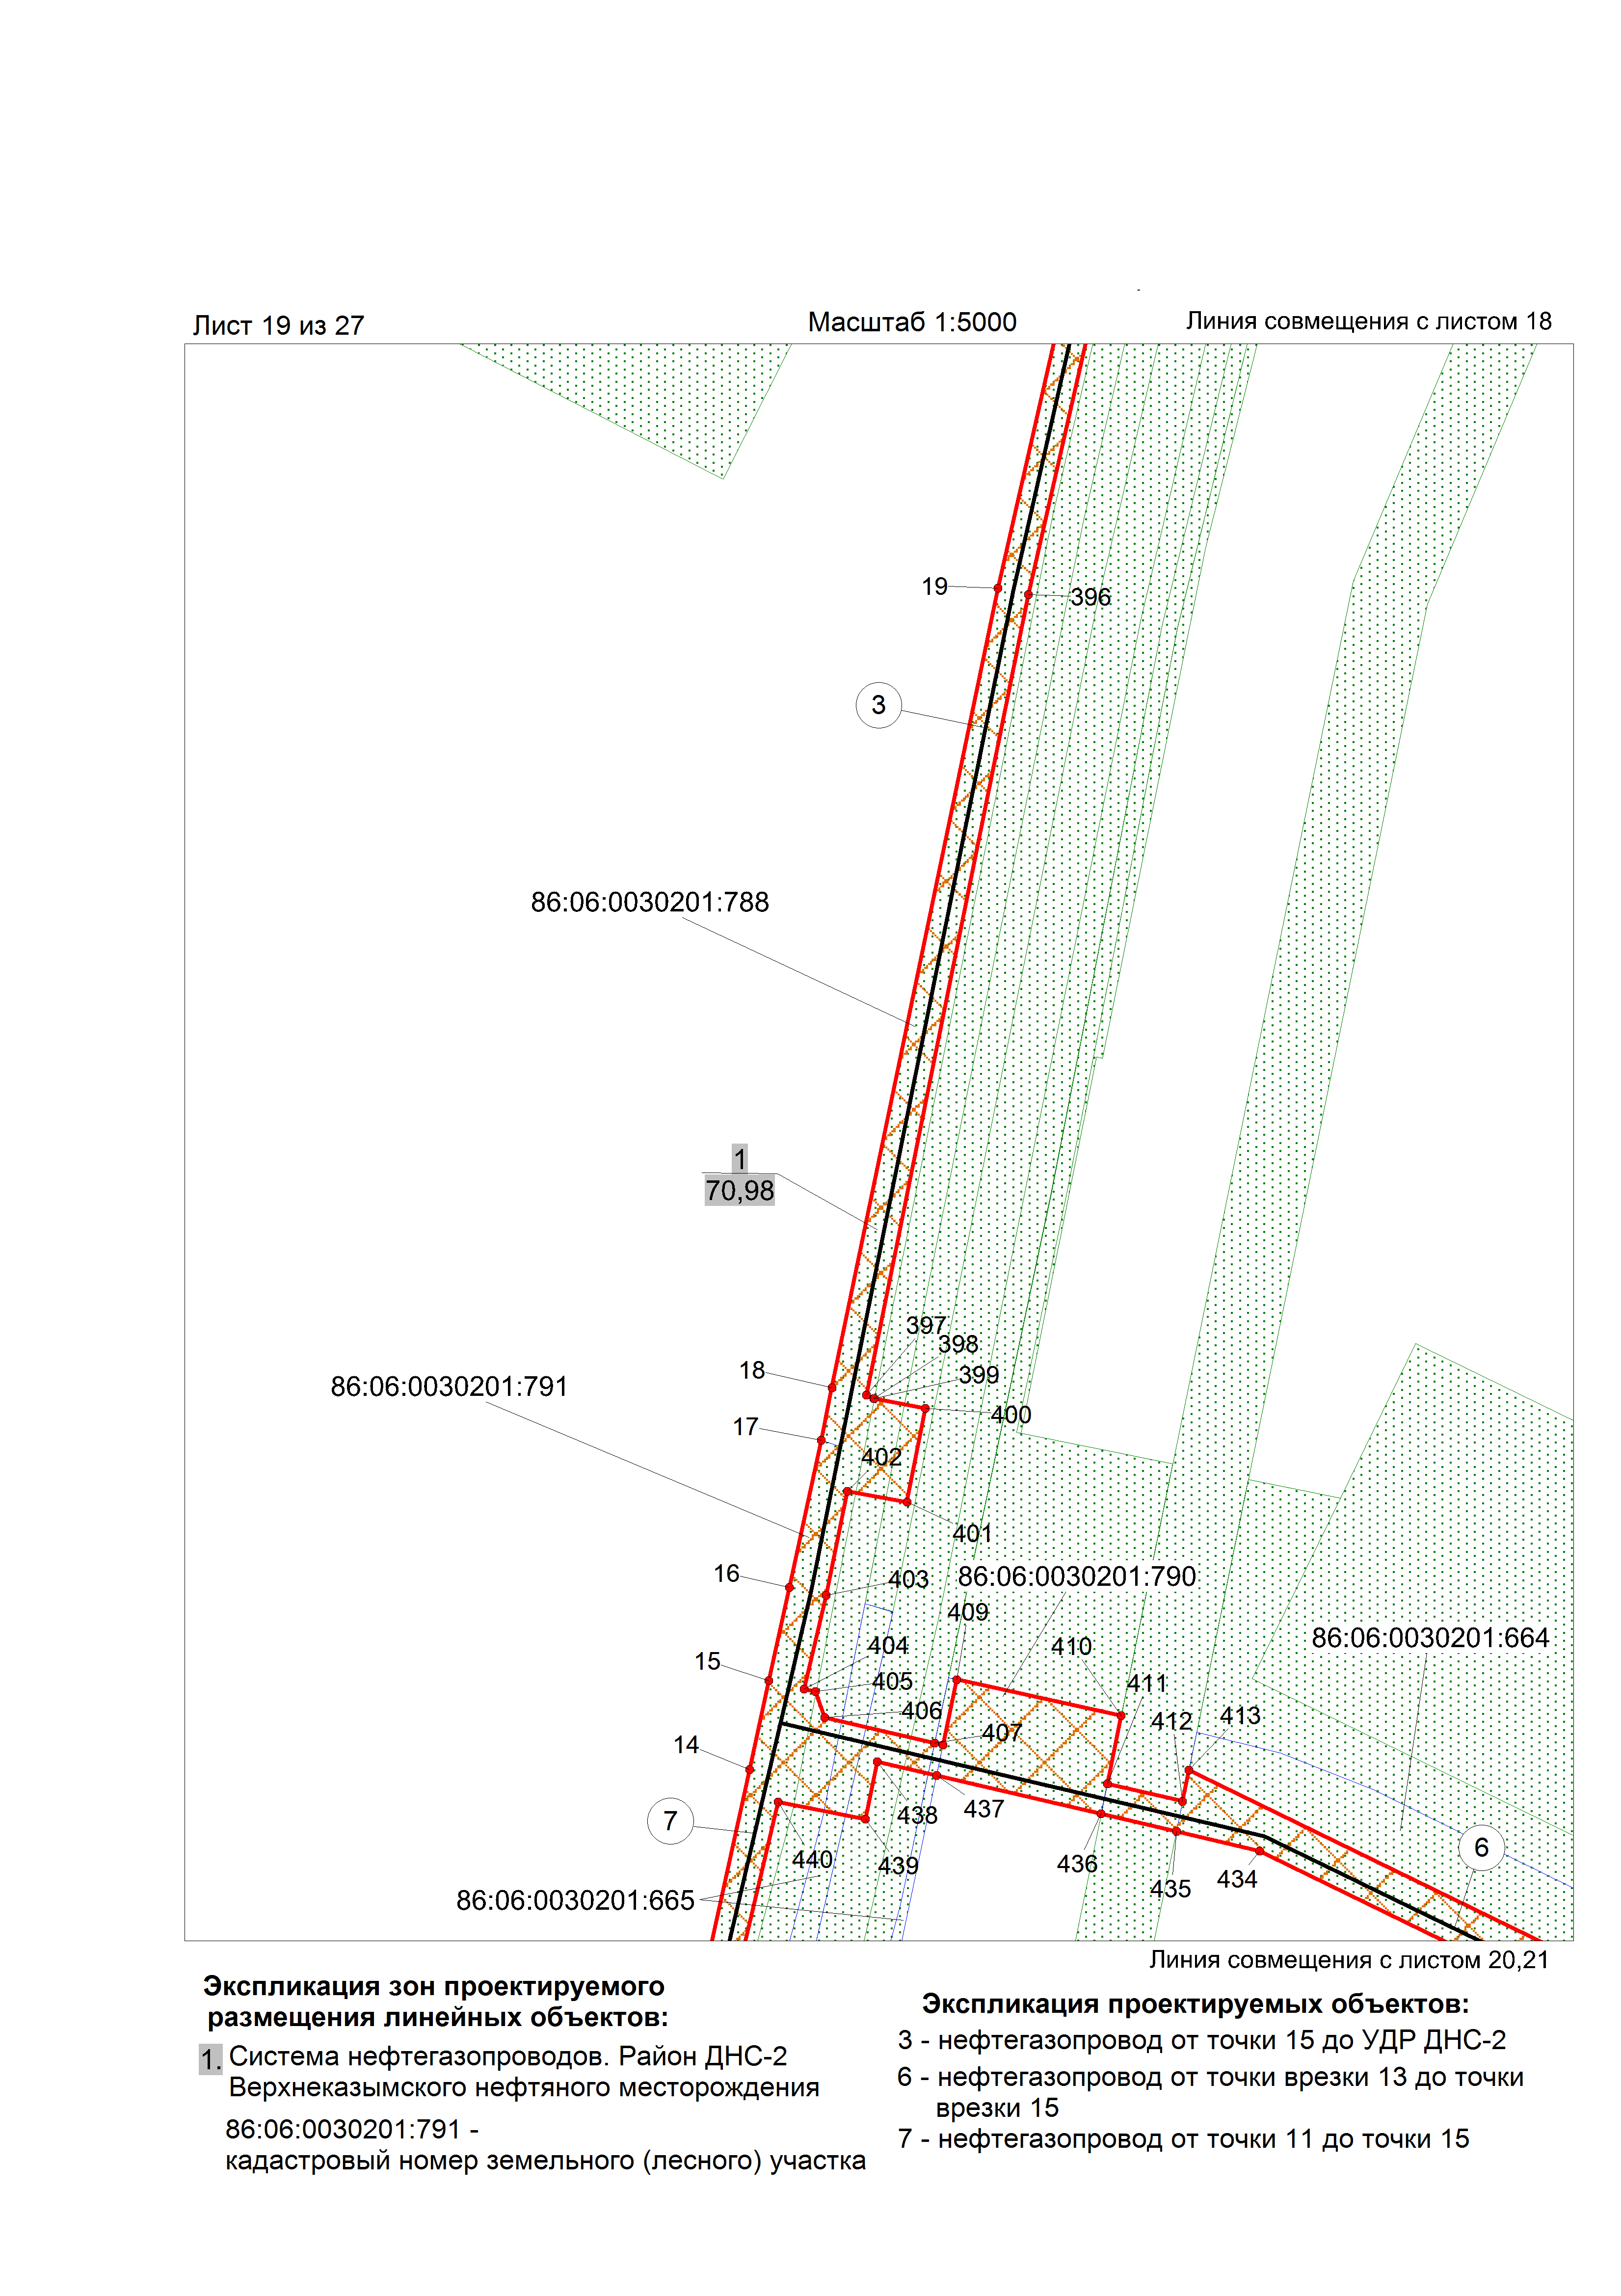 Лист 19 из 27
Масштаб 1:5000
Линия совмещения с листом 18
19
396
3
86:06:0030201:788
1
70,98
397
398
18
399
86:06:0030201:791
400
17
402
401
16
403
86:06:0030201:790
409
86:06:0030201:664
404
410
15
405
411
406
412
413
407
14
437
438
7
6
440
439
436
434
435
86:06:0030201:665
Линия совмещения с листом 20,21
Экспликация зон проектируемого
размещения линейных объектов:
1. Система нефтегазопроводов. Район ДНС-2
Верхнеказымского нефтяного месторождения
86:06:0030201:791 -
кадастровый номер земельного (лесного) участка
Экспликация проектируемых объектов:
3 - нефтегазопровод от точки 15 до УДР ДНС-2
6 - нефтегазопровод от точки врезки 13 до точки
врезки 15
7 - нефтегазопровод от точки 11 до точки 15